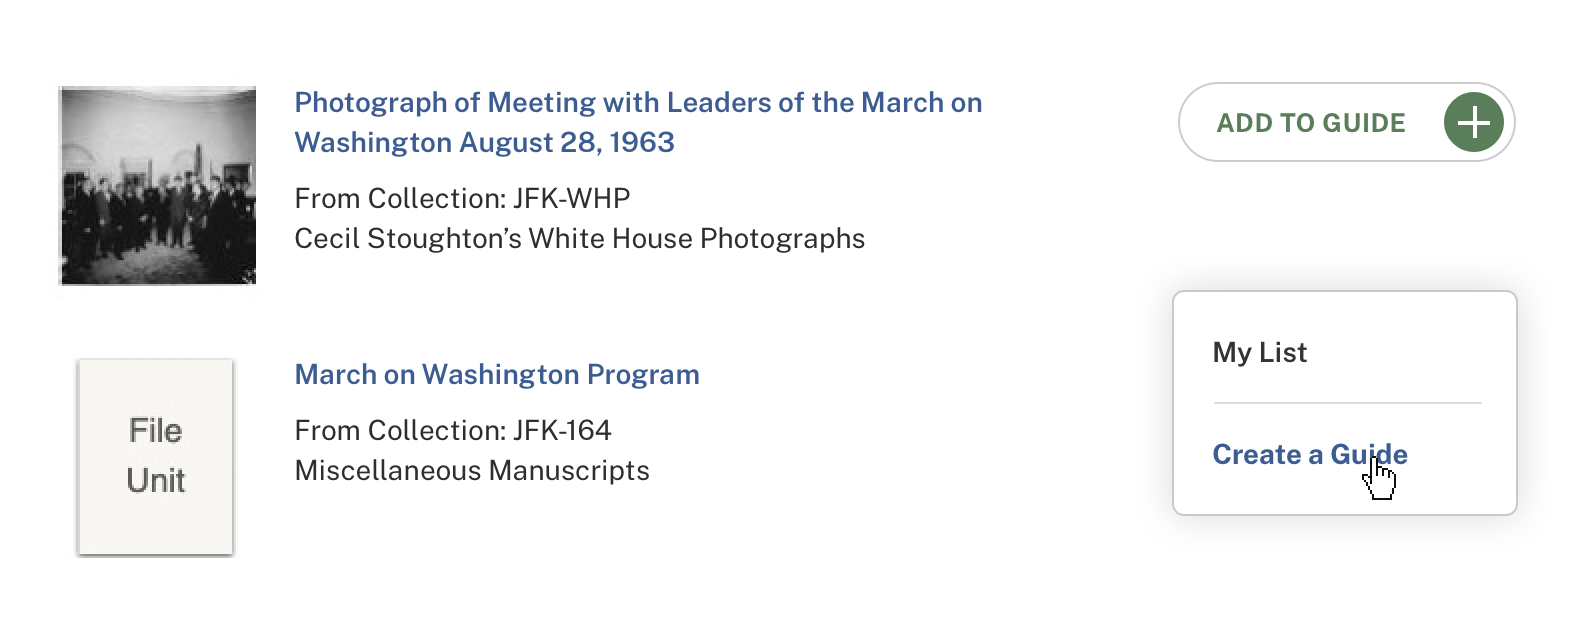 Photograph of Meeting with Leaders of the March on
Washington August 28, 1963
From Collection: JFK-WHP
Cecil Stoughton’s White House Photographs
ADD TO GUIDE
File
Unit
March on Washington Program
From Collection: JFK-164
Miscellaneous Manuscripts
My List
Create a Guide